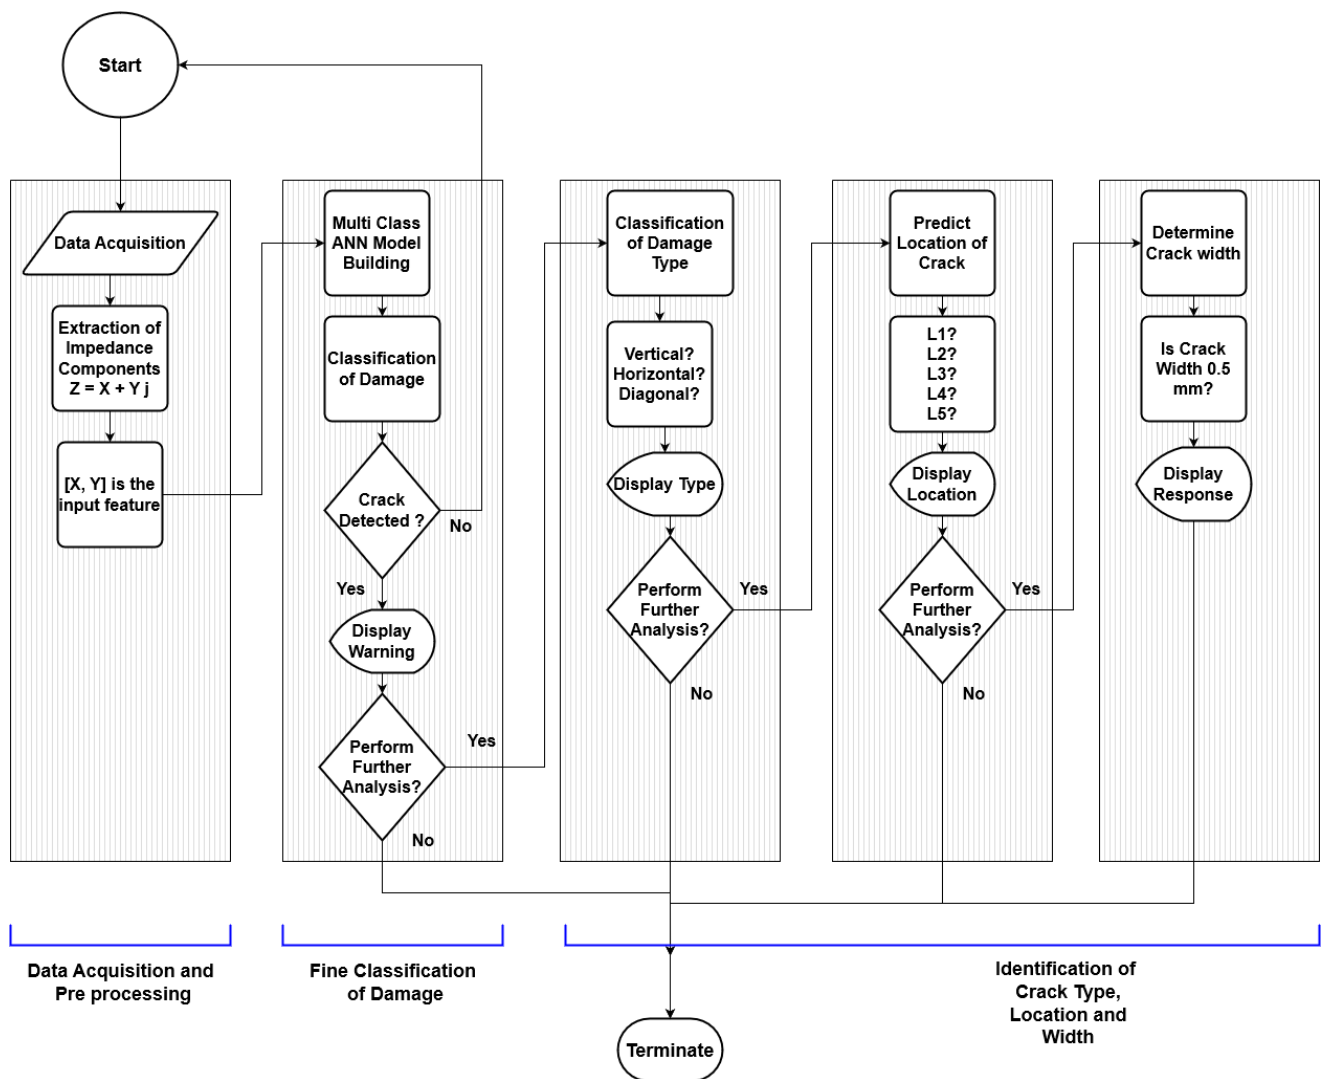 Start
Data Acquisition
Extraction of
Impedance
Components
Z = X + Y j
[X, Y] is the
input feature
Multi Class
ANN Model
Building
Classification
of Damage
Crack
Detected ?
No
Yes
Display
Warning
Perform
Further
Analysis?
Yes
No
Classification
of Damage
Type
Vertical?
Horizontal?
Diagonal?
Display Type
Perform
Further
Analysis?
Yes
No
Predict
Location of
Crack
L1?
L2?
L3?
L4?
L5?
Display
Location
Perform
Further
Analysis?
Yes
No
Determine
Crack width
Is Crack
Width 0.5
mm?
Display
Response
Data Acquisition and
Pre processing
Fine Classification
of Damage
Identification of
Crack Type,
Location and
Width
Terminate